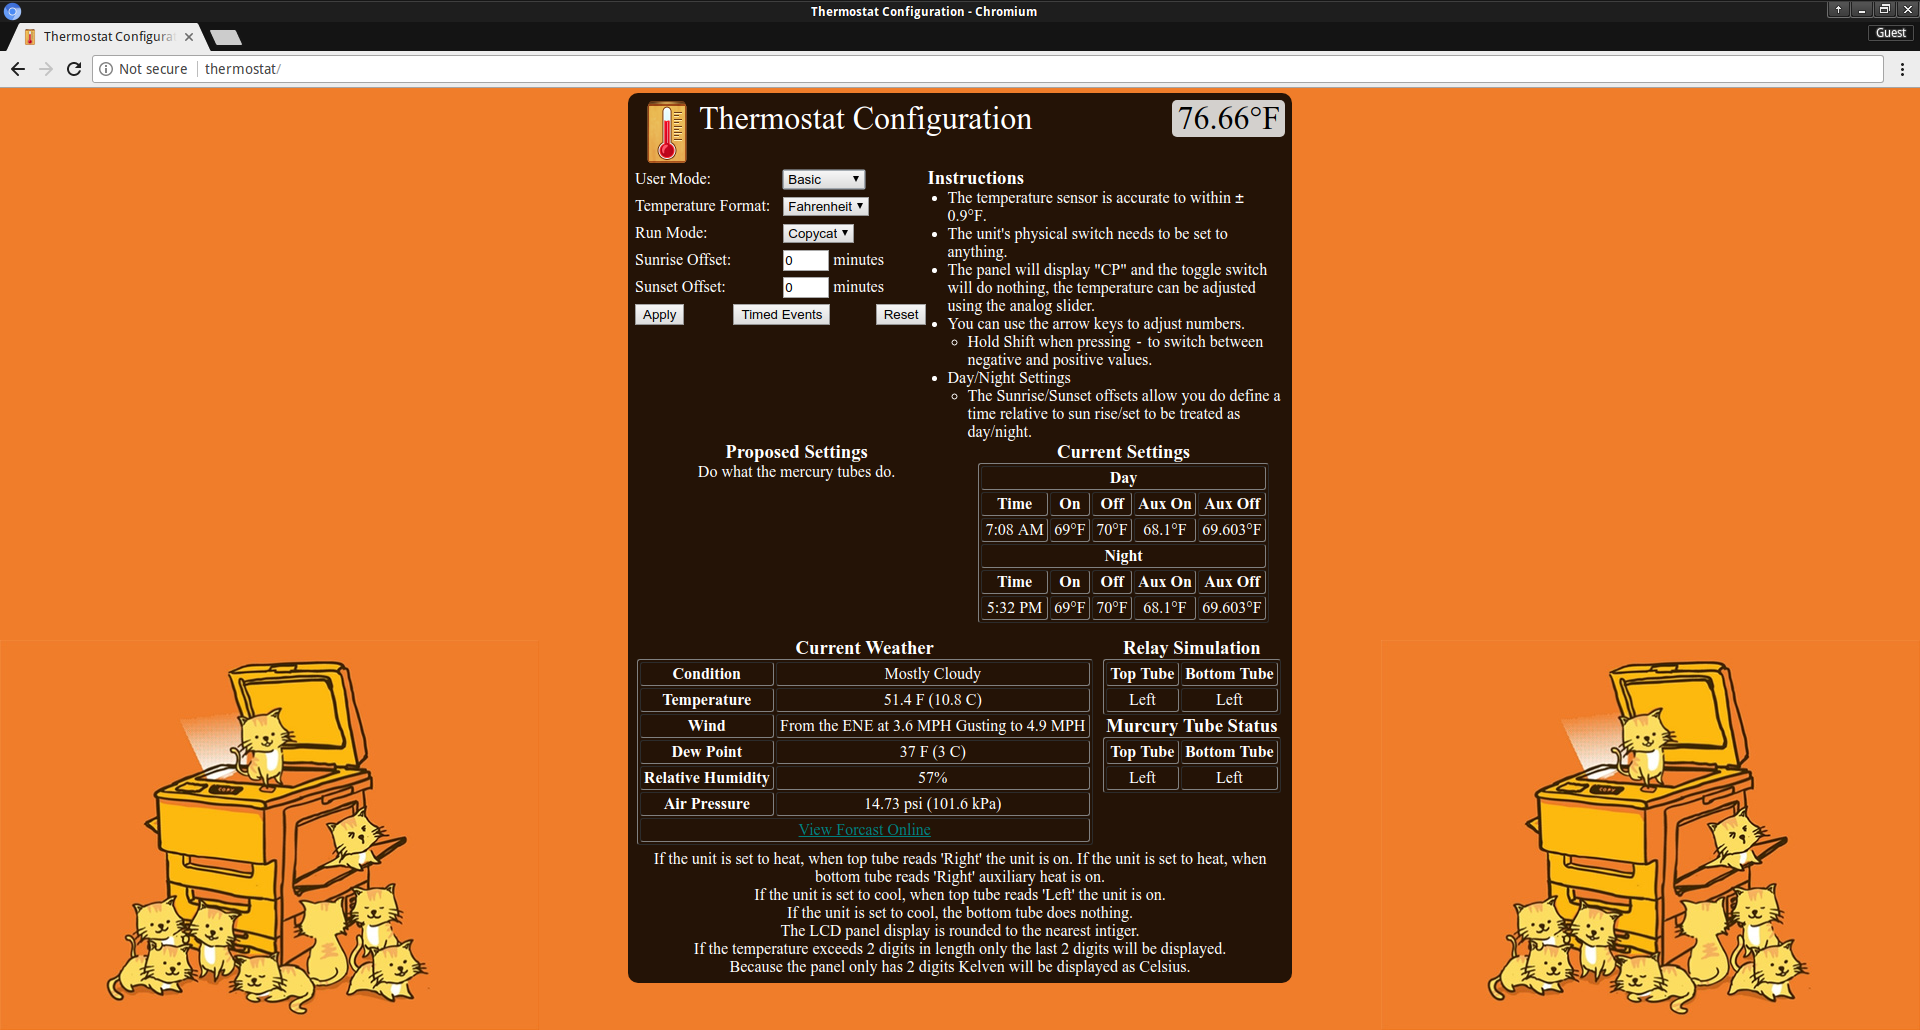 Thermostat Configuration - Chromium
Thermostat Configura
Guest
Not secure thermostat/
Thermostat Configuration
76.66°F
User Mode: Basic
Temperature Format: Fahrenheit
Run Mode: Copycat
Sunrise Offset: 0 minutes
Sunset Offset: 0 minutes
Apply Timed Events Reset
Instructions
The temperature sensor is accurate to within ±
0.9°F.
The unit's physical switch needs to be set to
anything.
The panel will display "CP" and the toggle switch
will do nothing, the temperature can be adjusted
using the analog slider.
You can use the arrow keys to adjust numbers.
Hold Shift when pressing - to switch between
negative and positive values.
Day/Night Settings
The Sunrise/Sunset offsets allow you do define a
time relative to sun rise/set to be treated as
day/night.
Proposed Settings
Do what the mercury tubes do.
Current Settings
Day
Time On Off Aux On Aux Off
7:08 AM 69°F 70°F 68.1°F 69.603°F
Night
Time On Off Aux On Aux Off
5:32 PM 69°F 70°F 68.1°F 69.603°F
Current Weather
Condition Mostly Cloudy
Temperature 51.4 F (10.8 C)
Wind From the ENE at 3.6 MPH Gusting to 4.9 MPH
Dew Point 37 F (3 C)
Relative Humidity 57%
Air Pressure 14.73 psi (101.6 kPa)
View Forcast Online
Relay Simulation
Top Tube Bottom Tube
Left Left
Murcury Tube Status
Top Tube Bottom Tube
Left Left
If the unit is set to heat, when top tube reads 'Right' the unit is on. If the unit is set to heat, when
bottom tube reads 'Right' auxiliary heat is on.
If the unit is set to cool, when top tube reads 'Left' the unit is on.
If the unit is set to cool, the bottom tube does nothing.
The LCD panel display is rounded to the nearest intiger.
If the temperature exceeds 2 digits in length only the last 2 digits will be displayed.
Because the panel only has 2 digits Kelven will be displayed as Celsius.
COPY
COPY